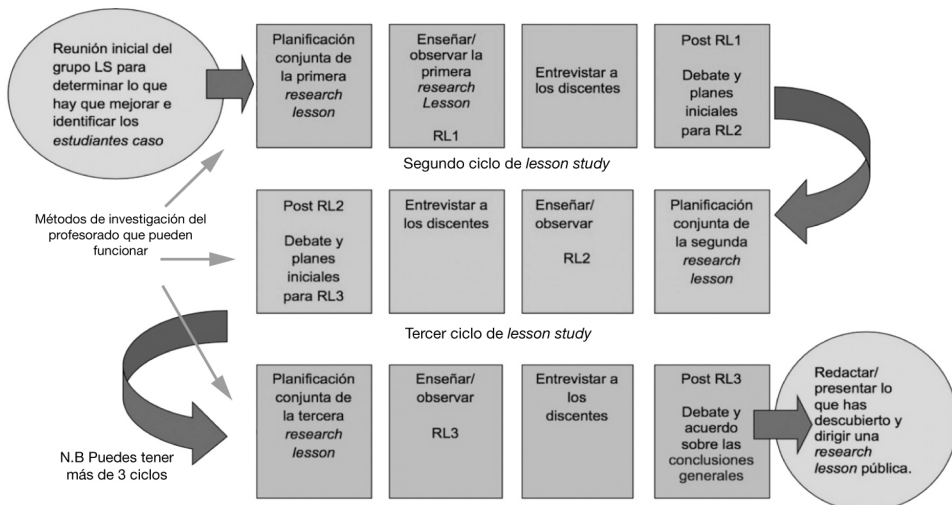 Reunión inicial del
grupo LS para
determinar lo que
hay que mejorar e
identificar los
estudiantes caso
Planificación
conjunta de
la primera
research
lesson
Enseñar/
observar la
primera
research
Lesson
RL1
Entrevistar a
los discentes
Post RL1
Debate y
planes
iniciales
para RL2
Segundo ciclo de lesson study
Métodos de investigación del
profesorado que pueden
funcionar
Post RL2
Debate y
planes
iniciales
para RL3
Entrevistar a
los discentes
Enseñar/
observar
RL2
Planificación
conjunta de
la segunda
research
lesson
Tercer ciclo de lesson study
N.B Puedes tener
más de 3 ciclos
Planificación
conjunta de
la tercera
research
lesson
Enseñar/
observar
RL3
Entrevistar a
los
discentes
Post RL3
Debate y
acuerdo
sobre las
conclusiones
generales
Redactar/
presentar lo
que has
descubierto y
dirigir una
research
lesson pública.